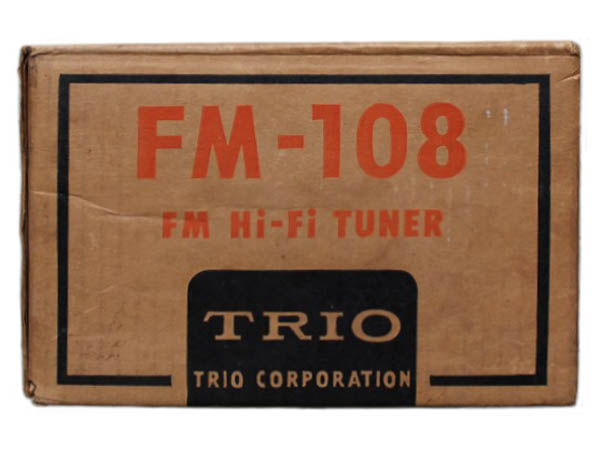 FM-108
FM Hi-Fi TUNER
TRIO
TRIO CORPORATION